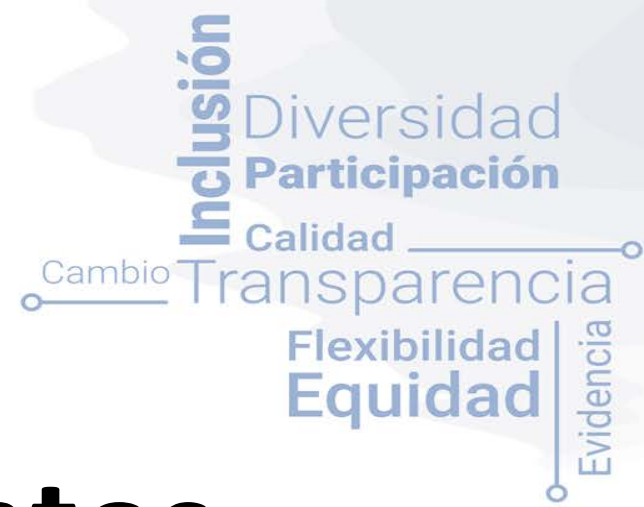 Inclusión
Diversidad
Participación
Calidad
Cambio Transparencia
Flexibilidad
Equidad
Evidencia